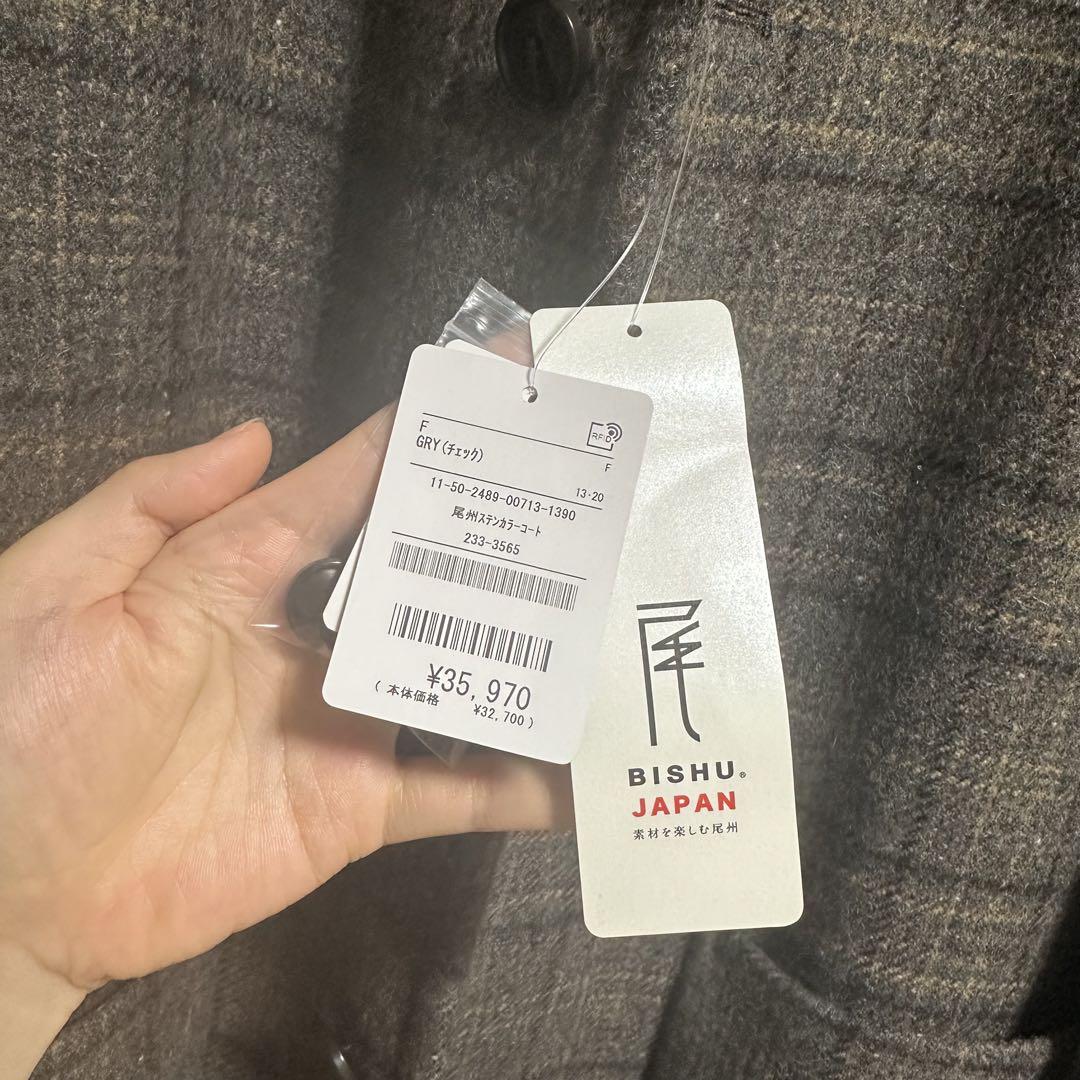 F
RFID
GRY(チェック)
F
13-20
11-50-2489-00713-1390
尾州ステンカラーコート
233-3565
¥35,970
(本体価格 ¥32,700)
尾
BISHU®
JAPAN
素材を楽しむ尾州